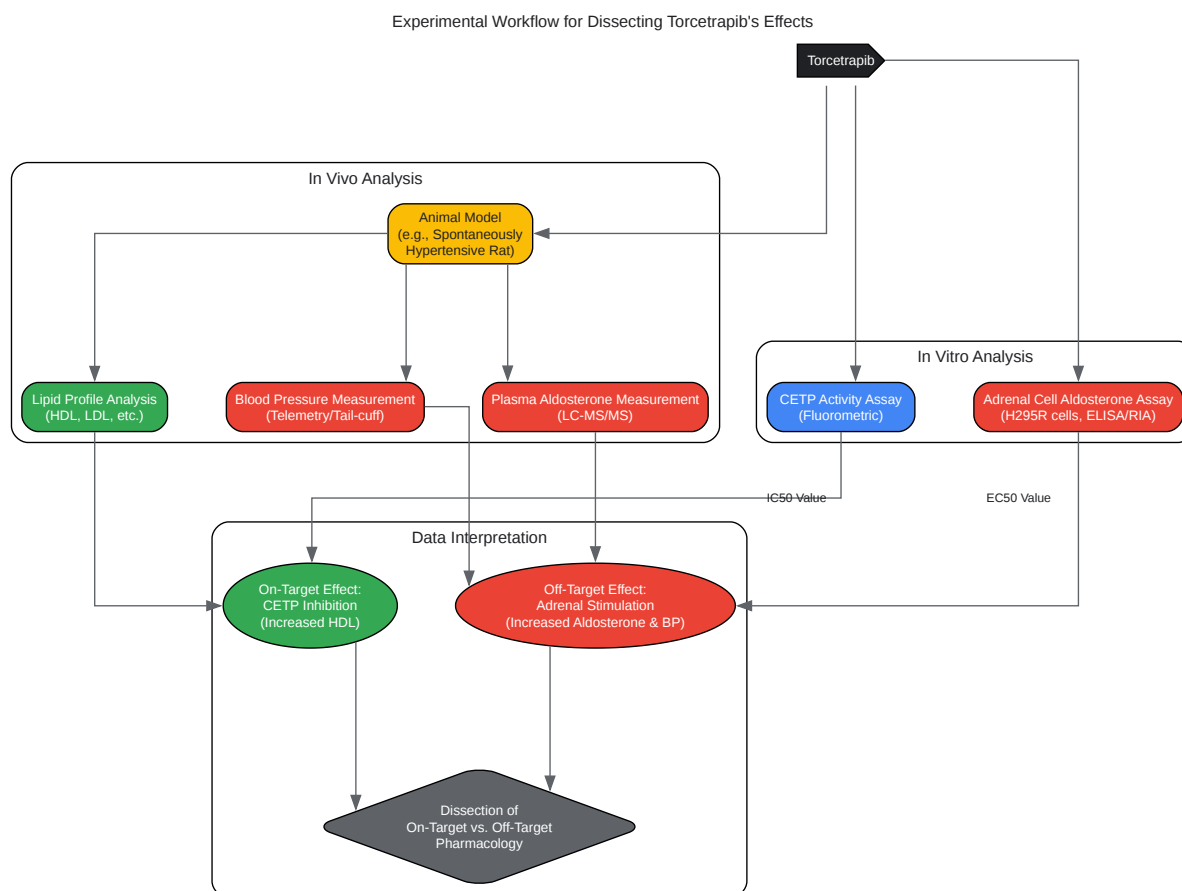 Experimental Workflow for Dissecting Torcetrapib's Effects
Torcetrapib
In Vivo Analysis
Animal Model
(e.g., Spontaneously
Hypertensive Rat)
In Vitro Analysis
Lipid Profile Analysis
(HDL, LDL, etc.)
Blood Pressure Measurement
(Telemetry/Tail-cuff)
Plasma Aldosterone Measurement
(LC-MS/MS)
CETP Activity Assay
(Fluorometric)
Adrenal Cell Aldosterone Assay
(H295R cells, ELISA/RIA)
IC50 Value
EC50 Value
Data Interpretation
On-Target Effect:
CETP Inhibition
(Increased HDL)
Off-Target Effect:
Adrenal Stimulation
(Increased Aldosterone & BP)
Dissection of
On-Target vs. Off-Target
Pharmacology